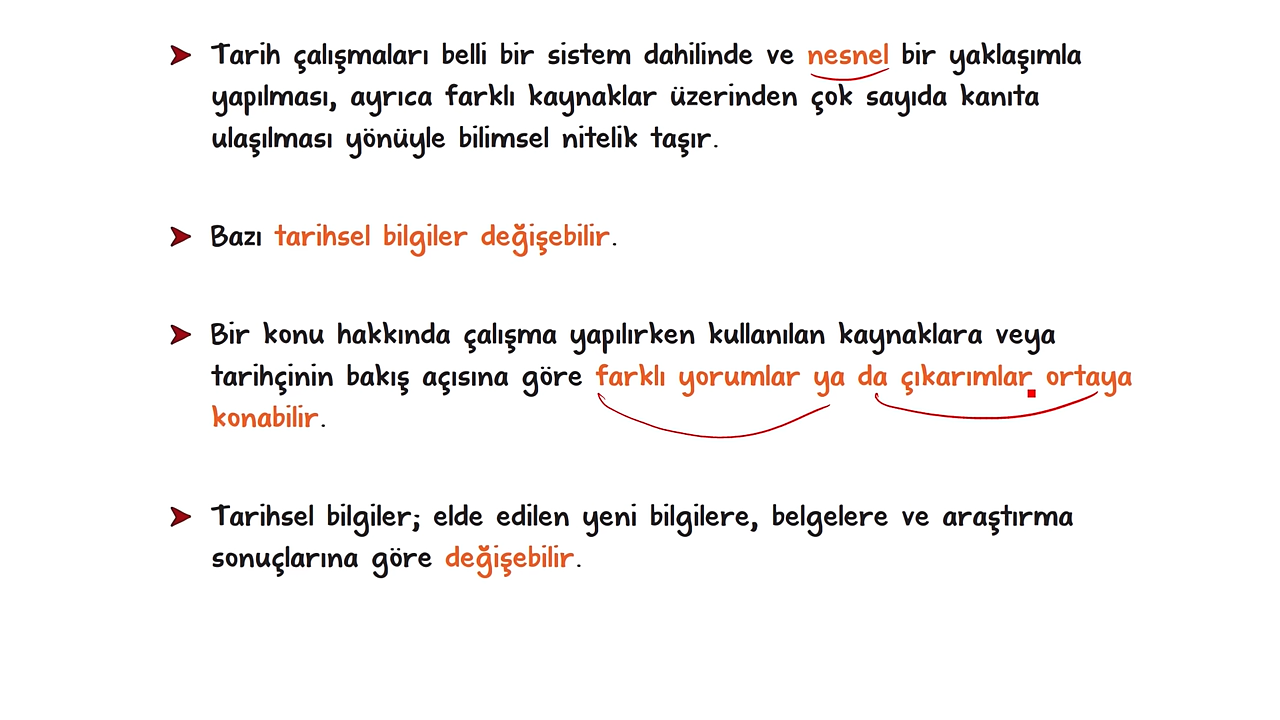 Tarih çalışmaları belli bir sistem dahilinde ve nesnel bir yaklaşımla
yapılması, ayrıca farklı kaynaklar üzerinden çok sayıda kanıta
ulaşılması yönüyle bilimsel nitelik taşır.
Bazı tarihsel bilgiler değişebilir.
Bir konu hakkında çalışma yapılırken kullanılan kaynaklara veya
tarihçinin bakış açısına göre farklı yorumlar ya da çıkarımlar ortaya
konabilir.
Tarihsel bilgiler; elde edilen yeni bilgilere, belgelere ve araştırma
sonuçlarına göre değişebilir.